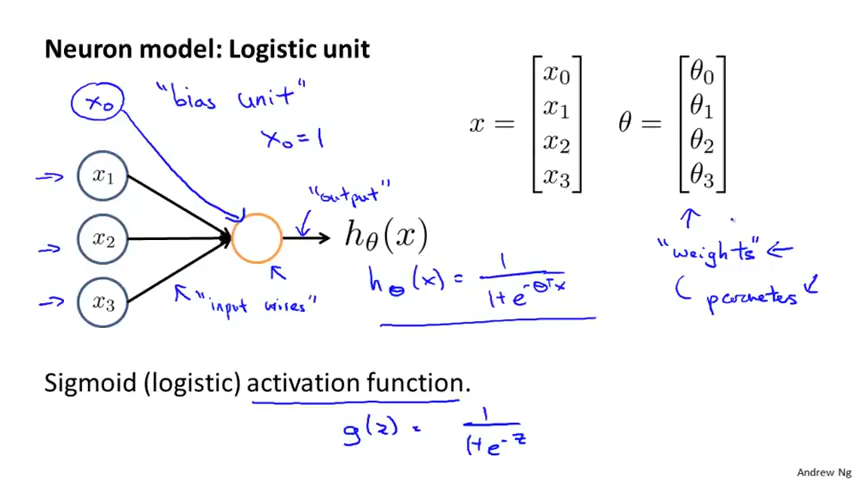 Neuron model: Logistic unit
x₀ "bias unit"
x₀ = 1
x₁
x₂
x₃
"input wires"
"output"
hθ(x)
hθ(x) = 1 / (1 + e^(-θᵀx))
x = [x₀ x₁ x₂ x₃]
θ = [θ₀ θ₁ θ₂ θ₃]
"weights" ←
( parameters
Sigmoid (logistic) activation function.
g(z) = 1 / (1 + e^(-z))
Andrew Ng